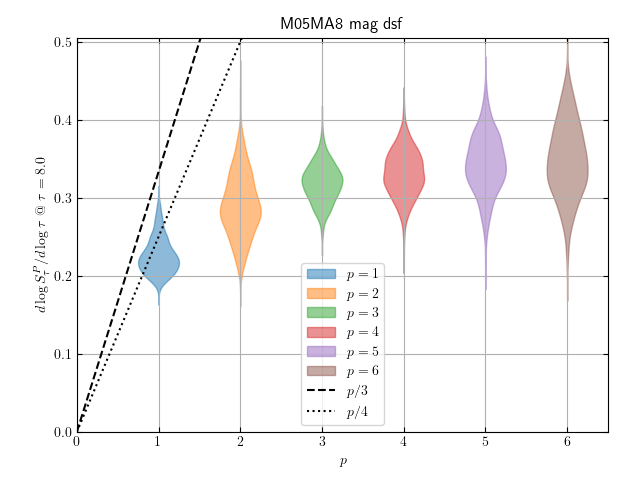 M05MA8 mag dsf
d log S_τ^P / d log τ @ τ = 8.0
0.5
0.4
0.3
0.2
0.1
0.0
p = 1
p = 2
p = 3
p = 4
p = 5
p = 6
p/3
p/4
0 1 2 3 4 5 6
p